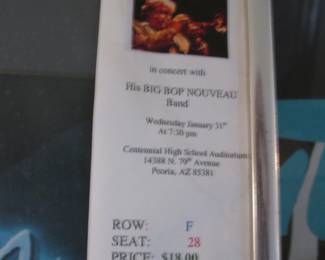 in concert with
His BIG BOP NOUVEAU
Band
Wednesday January 31st
At 7:30 pm
Centennial High School Auditorium
14388 N. 79th Avenue
Peoria, AZ 85381
ROW: F
SEAT: 28
PRICE: $18.00